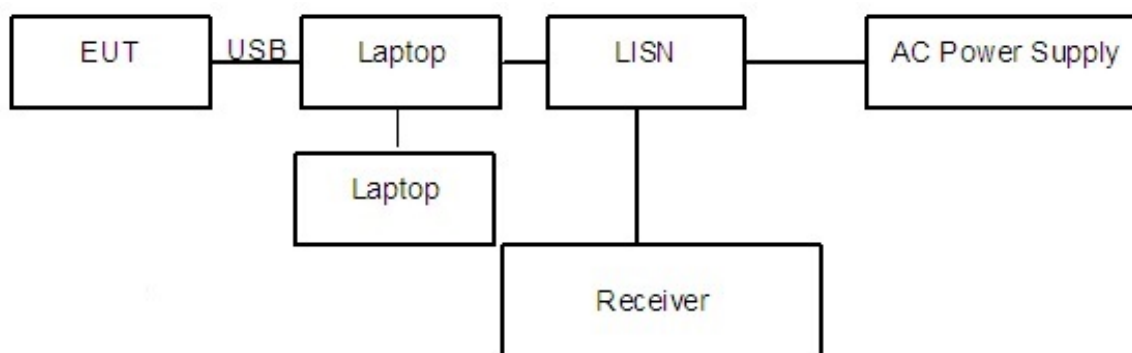 EUT
USB
Laptop
LISN
AC Power Supply
Laptop
Receiver